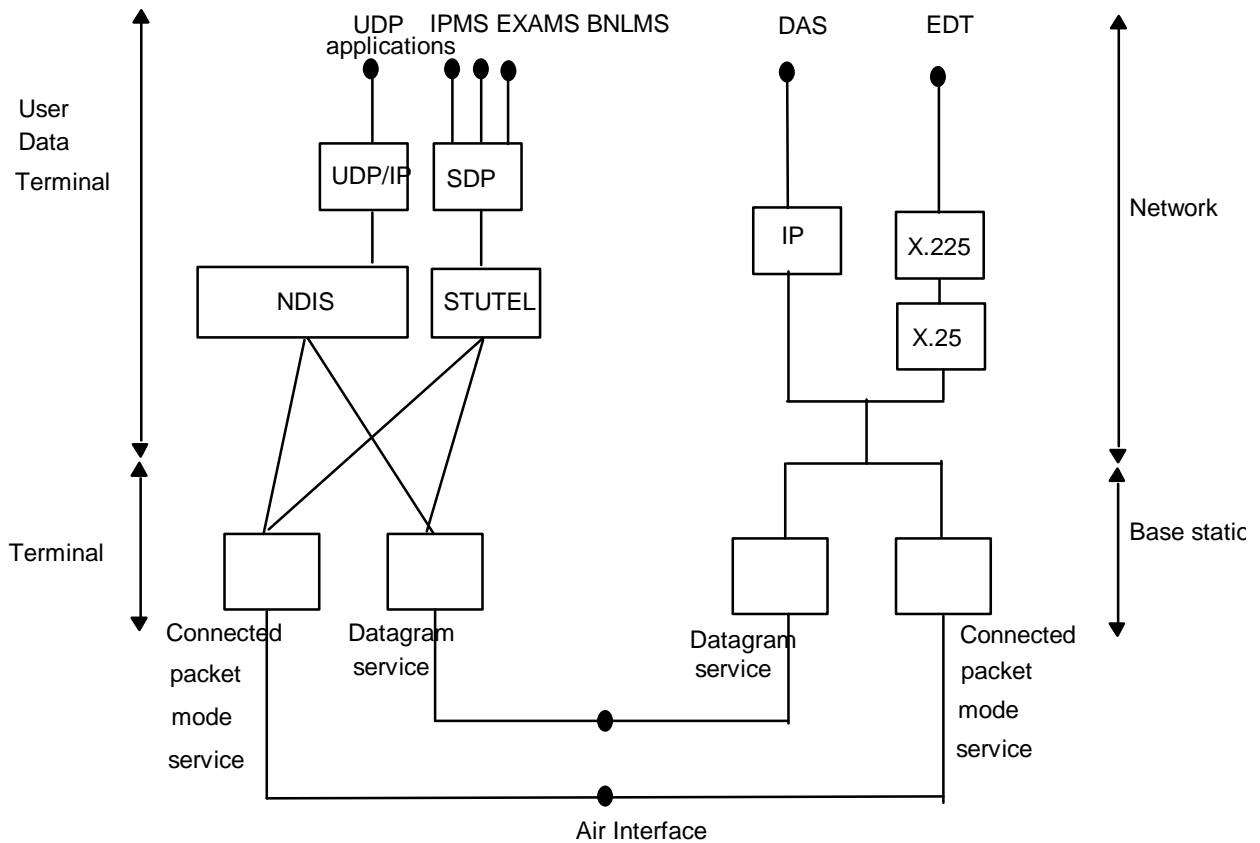 UDP
applications
IPMS EXAMS BNLMS
DAS
EDT
User
Data
Terminal
UDP/IP
SDP
IP
X.225
Network
NDIS
STUTEL
X.25
Terminal
Base statio
Connected
packet
mode
service
Datagram
service
Datagram
service
Connected
packet
mode
service
Air Interface